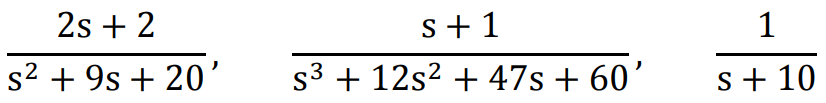 2s + 2 / s² + 9s + 20, s + 1 / s³ + 12s² + 47s + 60, 1 / s + 10